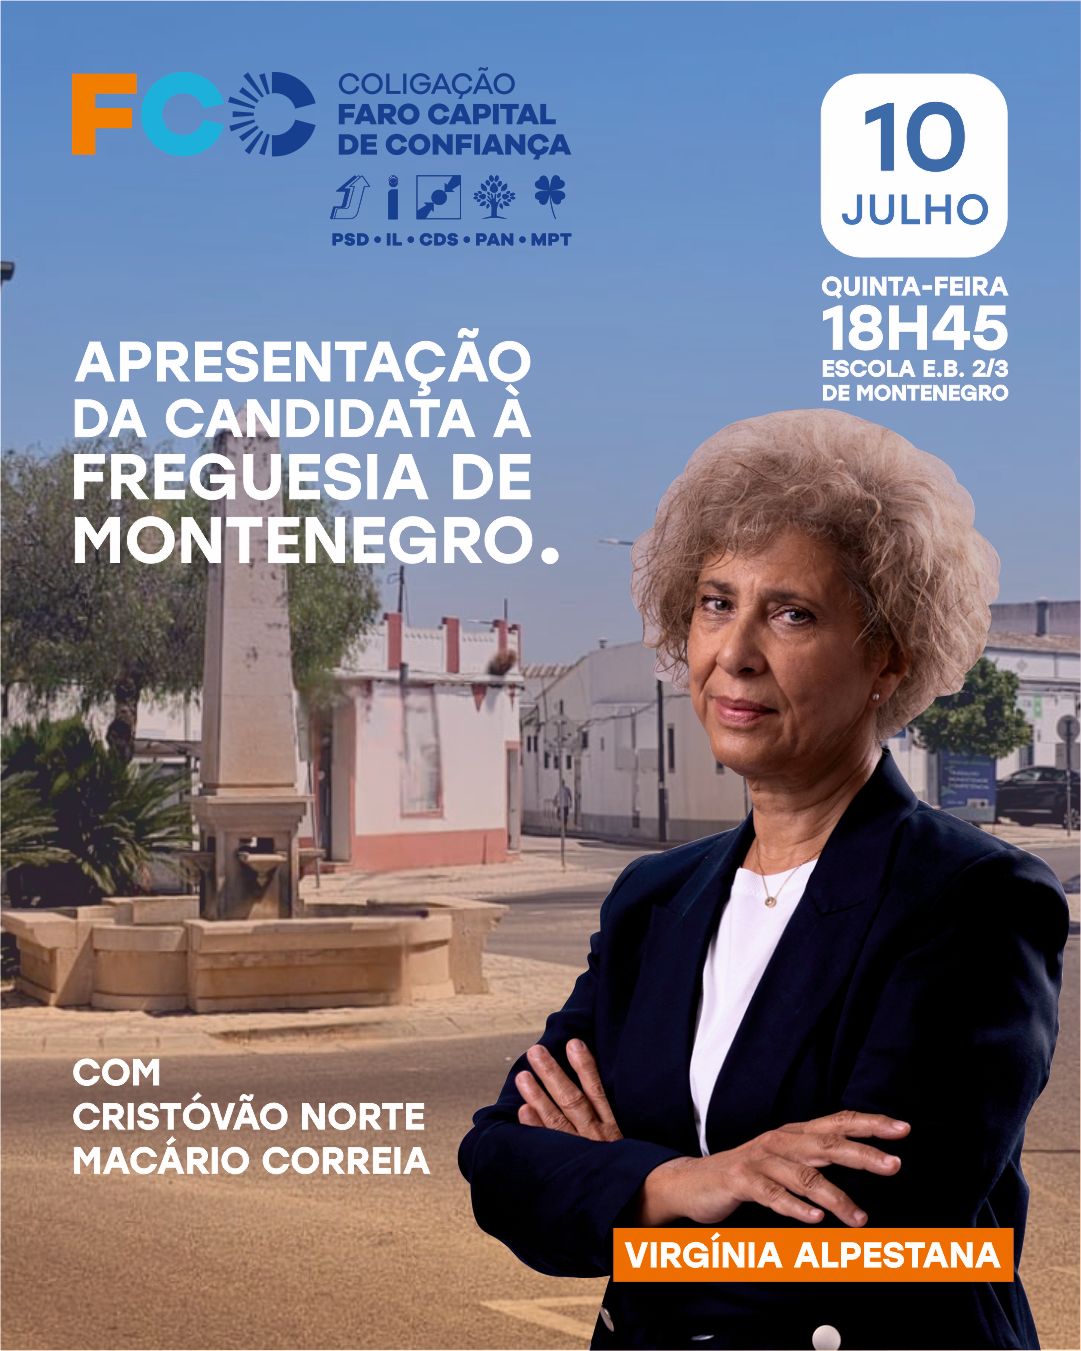 FCC
COLIGAÇÃO
FARO CAPITAL
DE CONFIANÇA
PSD • IL • CDS • PAN • MPT
10
JULHO
QUINTA-FEIRA
18H45
ESCOLA E.B. 2/3
DE MONTENEGRO
APRESENTAÇÃO
DA CANDIDATA À
FREGUESIA DE
MONTENEGRO.
COM
CRISTÓVÃO NORTE
MACÁRIO CORREIA
VIRGÍNIA ALPESTANA